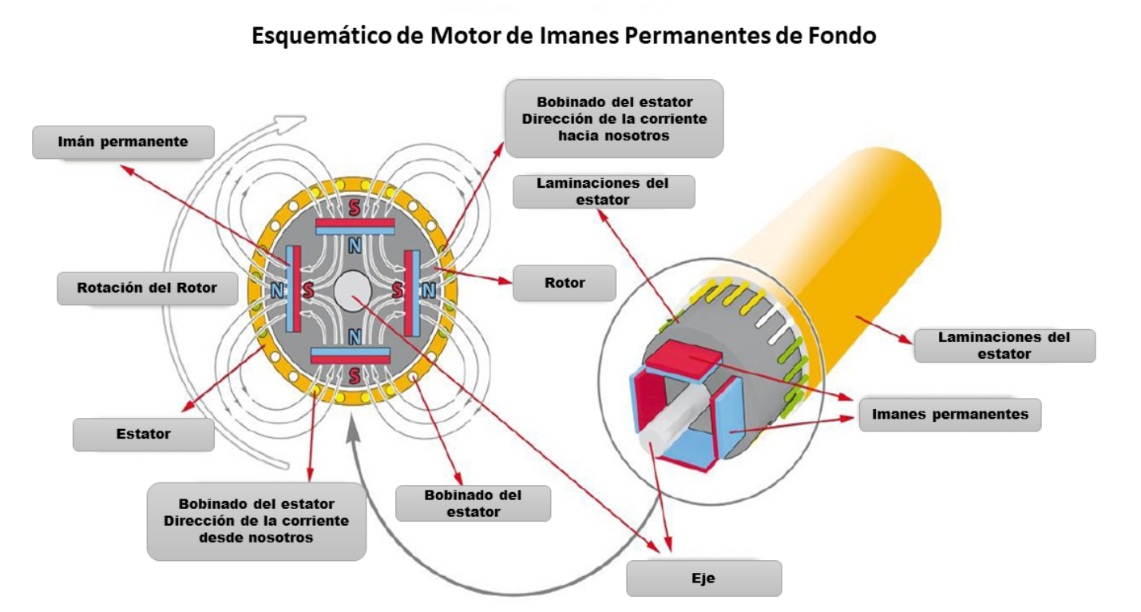 Esquemático de Motor de Imanes Permanentes de Fondo
Bobinado del estator
Dirección de la corriente
hacia nosotros
Imán permanente
Laminaciones del
estator
S
N
Rotación del Rotor
N
S
S
N
Rotor
N
S
Laminaciones del
estator
Imanes permanentes
Estator
Bobinado del estator
Dirección de la corriente
desde nosotros
Bobinado del
estator
Eje